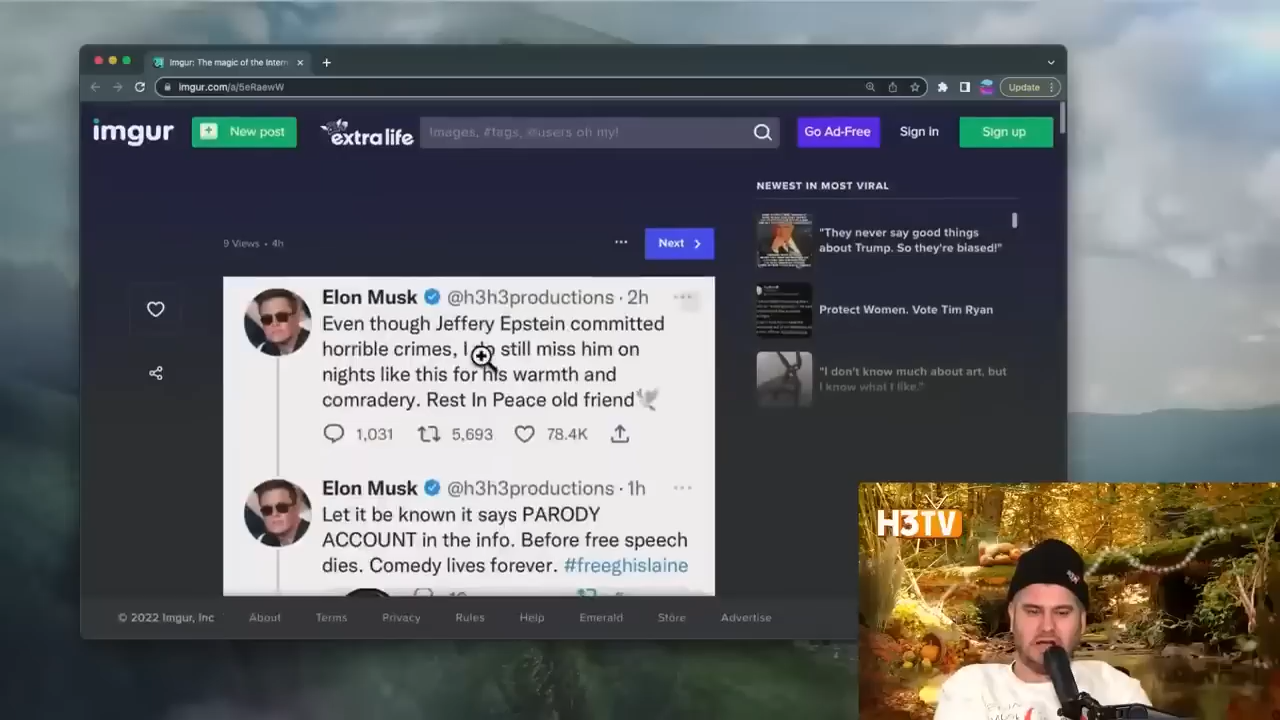 Imgur: The magic of the Intern
imgur.com/a/5eRaewW
Update
imgur
New post
extralife
Images, #tags, @users oh my!
Go Ad-Free
Sign in
Sign up
NEWEST IN MOST VIRAL
"They never say good things
about Trump. So they're biased!"
Protect Women. Vote Tim Ryan
"I don't know much about art, but
I know what I like."
9 Views • 4h
Next
Elon Musk @h3h3productions · 2h
Even though Jeffery Epstein committed
horrible crimes, I do still miss him on
nights like this for his warmth and
comradery. Rest In Peace old friend
1,031 5,693 78.4K
Elon Musk @h3h3productions · 1h
Let it be known it says PARODY
ACCOUNT in the info. Before free speech
dies. Comedy lives forever. #freeghislaine
© 2022 Imgur, Inc About Terms Privacy Rules Help Emerald Store Advertise
H3TV